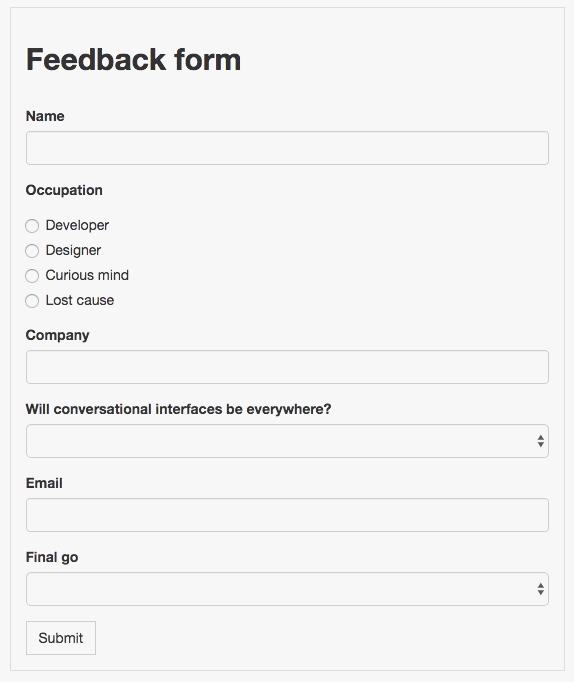 Feedback form
Name
Occupation
Developer
Designer
Curious mind
Lost cause
Company
Will conversational interfaces be everywhere?
Email
Final go
Submit